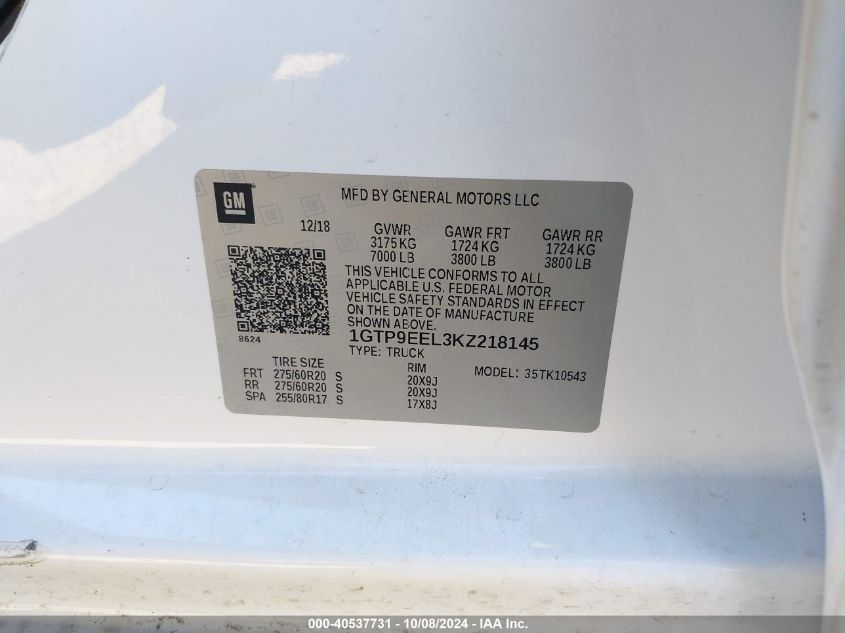 GM
MFD BY GENERAL MOTORS LLC
12/18
GVWR GAWR FRT GAWR RR
3175 KG 1724 KG 1724 KG
7000 LB 3800 LB 3800 LB
THIS VEHICLE CONFORMS TO ALL
APPLICABLE U.S. FEDERAL MOTOR
VEHICLE SAFETY STANDARDS IN EFFECT
ON THE DATE OF MANUFACTURE
SHOWN ABOVE.
8624
1GTP9EEL3KZ218145
TYPE: TRUCK
TIRE SIZE RIM MODEL: 35TK10543
FRT 275/60R20 S 20X9J
RR 275/60R20 S 20X9J
SPA 255/80R17 S 17X8J
000-40537731 - 10/08/2024 - IAA Inc.